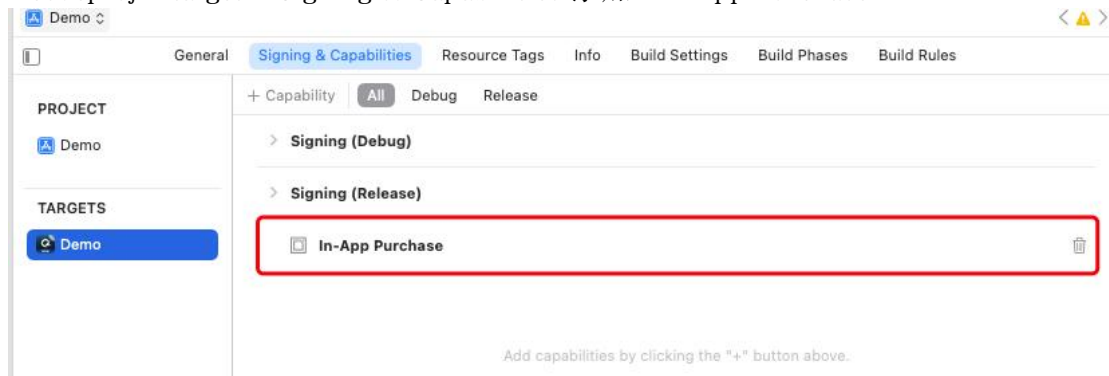 Demo
General Signing & Capabilities Resource Tags Info Build Settings Build Phases Build Rules
+ Capability All Debug Release
PROJECT
Demo
Signing (Debug)
Signing (Release)
TARGETS
Demo
In-App Purchase
Add capabilities by clicking the "+" button above.